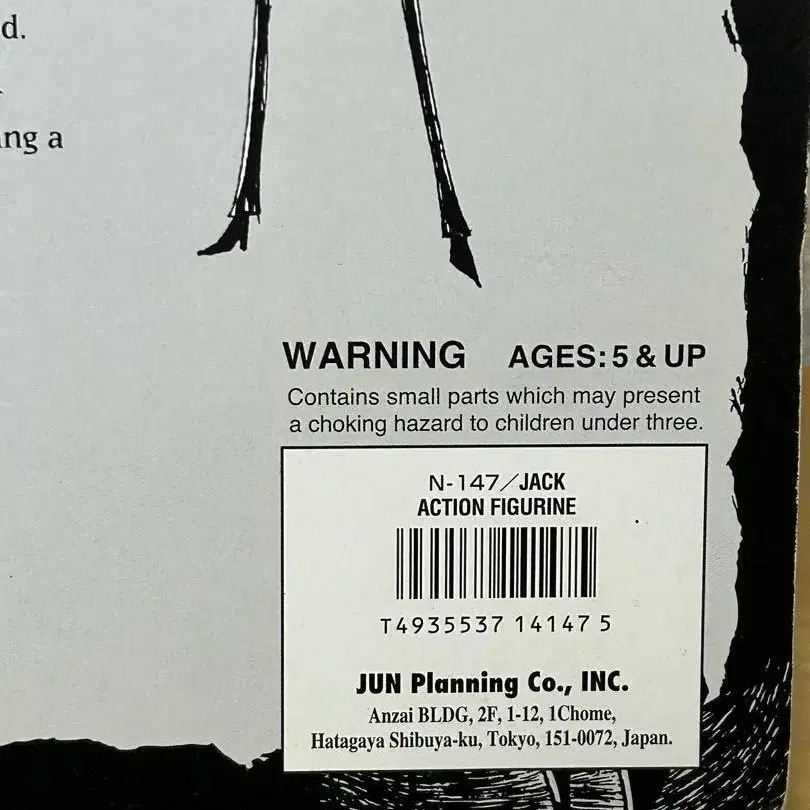 d.
ng a
WARNING AGES: 5 & UP
Contains small parts which may present
a choking hazard to children under three.
N-147/JACK
ACTION FIGURINE
T4935537 14147 5
JUN Planning Co., INC.
Anzai BLDG, 2F, 1-12, 1Chome,
Hatagaya Shibuya-ku, Tokyo, 151-0072, Japan.